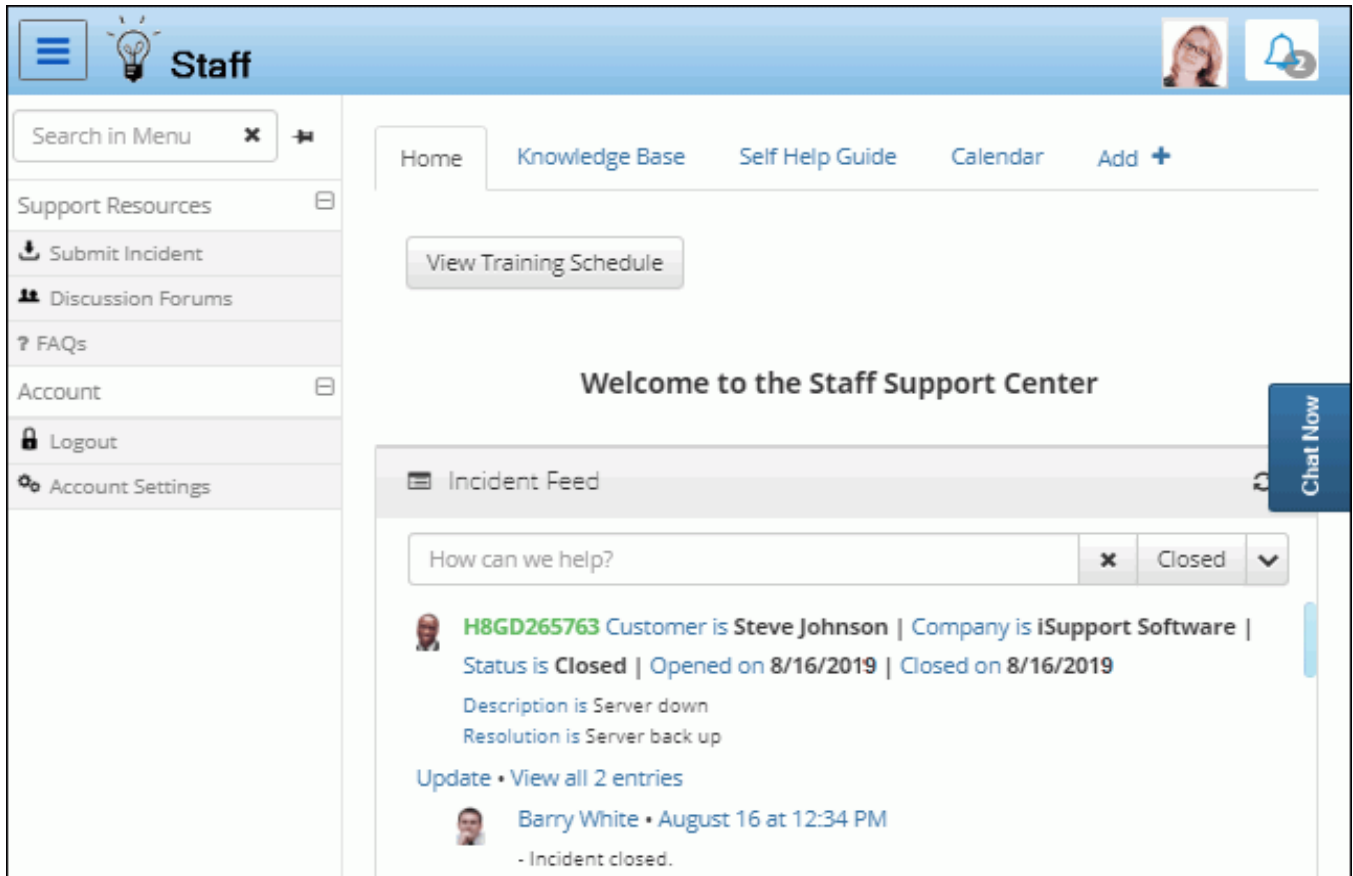 Staff
2
Search in Menu
Support Resources
Submit Incident
Discussion Forums
? FAQs
Account
Logout
Account Settings
Home Knowledge Base Self Help Guide Calendar Add +
View Training Schedule
Welcome to the Staff Support Center
Chat Now
Incident Feed
How can we help? Closed
H8GD265763 Customer is Steve Johnson | Company is iSupport Software |
Status is Closed | Opened on 8/16/2019 | Closed on 8/16/2019
Description is Server down
Resolution is Server back up
Update • View all 2 entries
Barry White • August 16 at 12:34 PM
- Incident closed.